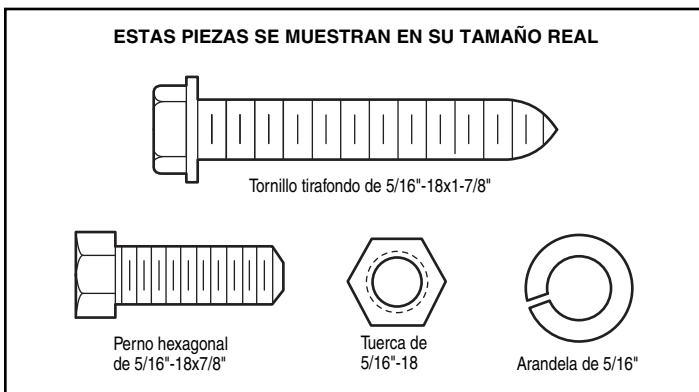 ESTAS PIEZAS SE MUESTRAN EN SU TAMAÑO REAL
Tornillo tirafondo de 5/16"-18x1-7/8"
Perno hexagonal
de 5/16"-18x7/8"
Tuerca de
5/16"-18
Arandela de 5/16"